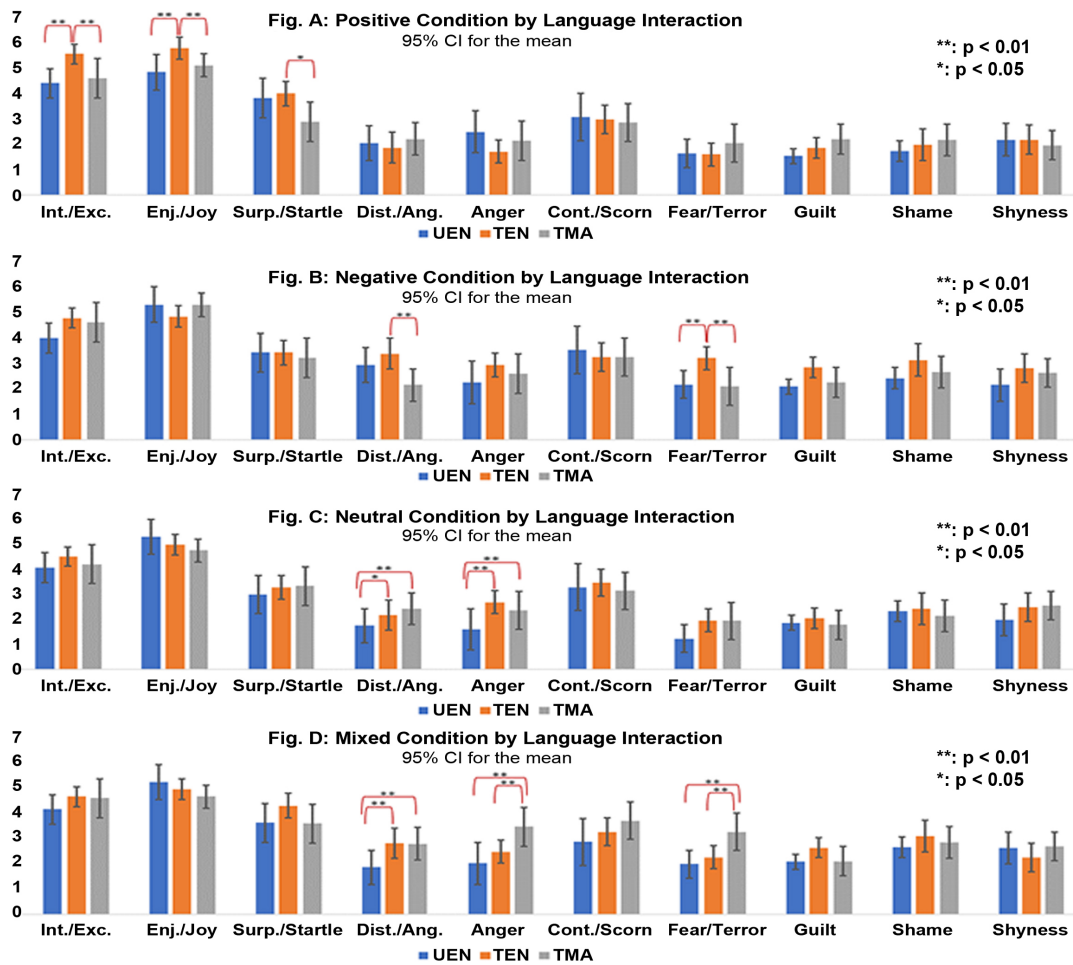 Fig. A: Positive Condition by Language Interaction
95% CI for the mean
**: p < 0.01
*: p < 0.05
7
6
5
4
3
2
1
0
** **
** **
*
Int./Exc. Enj./Joy Surp./Startle Dist./Ang. Anger Cont./Scorn Fear/Terror Guilt Shame Shyness
UEN TEN TMA
Fig. B: Negative Condition by Language Interaction
95% CI for the mean
**: p < 0.01
*: p < 0.05
7
6
5
4
3
2
1
0
**
** **
Int./Exc. Enj./Joy Surp./Startle Dist./Ang. Anger Cont./Scorn Fear/Terror Guilt Shame Shyness
UEN TEN TMA
Fig. C: Neutral Condition by Language Interaction
95% CI for the mean
**: p < 0.01
*: p < 0.05
7
6
5
4
3
2
1
0
**
*
**
**
Int./Exc. Enj./Joy Surp./Startle Dist./Ang. Anger Cont./Scorn Fear/Terror Guilt Shame Shyness
UEN TEN TMA
Fig. D: Mixed Condition by Language Interaction
95% CI for the mean
**: p < 0.01
*: p < 0.05
7
6
5
4
3
2
1
0
**
**
**
**
**
**
Int./Exc. Enj./Joy Surp./Startle Dist./Ang. Anger Cont./Scorn Fear/Terror Guilt Shame Shyness
UEN TEN TMA